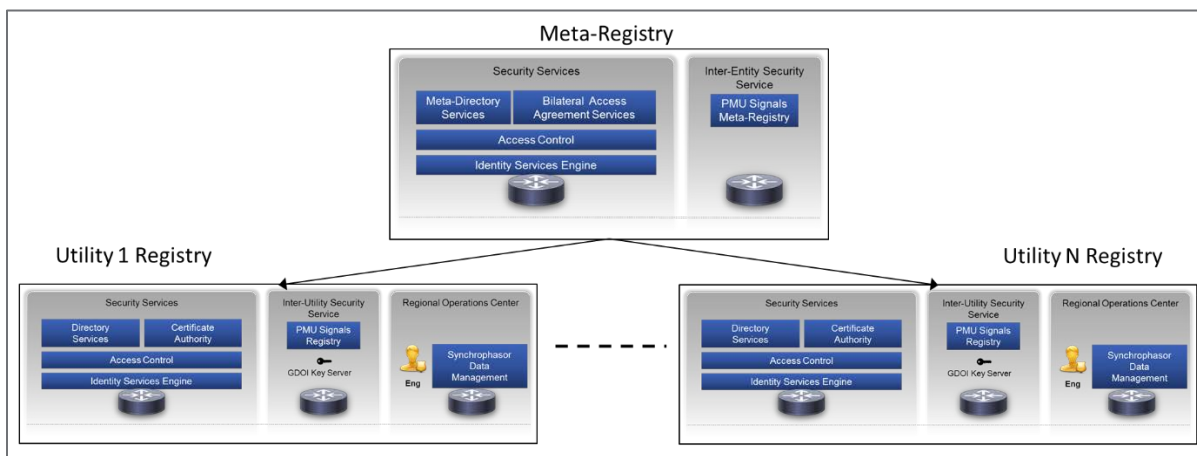 Meta-Registry
Security Services
Inter-Entity Security
Service
Meta-Directory
Services
Bilateral Access
Agreement Services
PMU Signals
Meta-Registry
Access Control
Identity Services Engine
Utility 1 Registry
Utility N Registry
Security Services
Inter-Utility Security
Service
Regional Operations Center
Directory
Services
Certificate
Authority
PMU Signals
Registry
Access Control
GDOI Key Server
Identity Services Engine
Eng
Synchrophasor
Data
Management
Security Services
Inter-Utility Security
Service
Regional Operations Center
Directory
Services
Certificate
Authority
PMU Signals
Registry
Access Control
GDOI Key Server
Identity Services Engine
Eng
Synchrophasor
Data
Management